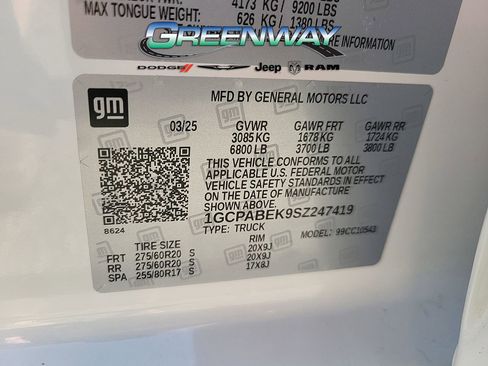 4173 KG/ 9200 LBS
MAX TONGUE WEIGHT: 626 KG / 1380 LBS
GREENWAY
RE INFORMATION
DODGE Jeep RAM
gm
MFD BY GENERAL MOTORS LLC
03/25 GVWR GAWR FRT GAWR RR
3085 KG 1678 KG 1724 KG
6800 LB 3700 LB 3800 LB
THIS VEHICLE CONFORMS TO ALL
APPLICABLE U.S. FEDERAL MOTOR
VEHICLE SAFETY STANDARDS IN
EFFECT ON THE DATE OF
MANUFACTURE SHOWN ABOVE.
1GCPABEK9SZ247419
TYPE: TRUCK MODEL: 99CC10543
8624
TIRE SIZE RIM
FRT 275/60R20 S 20X9J
RR 275/60R20 S 20X9J
SPA 255/80R17 S 17X8J